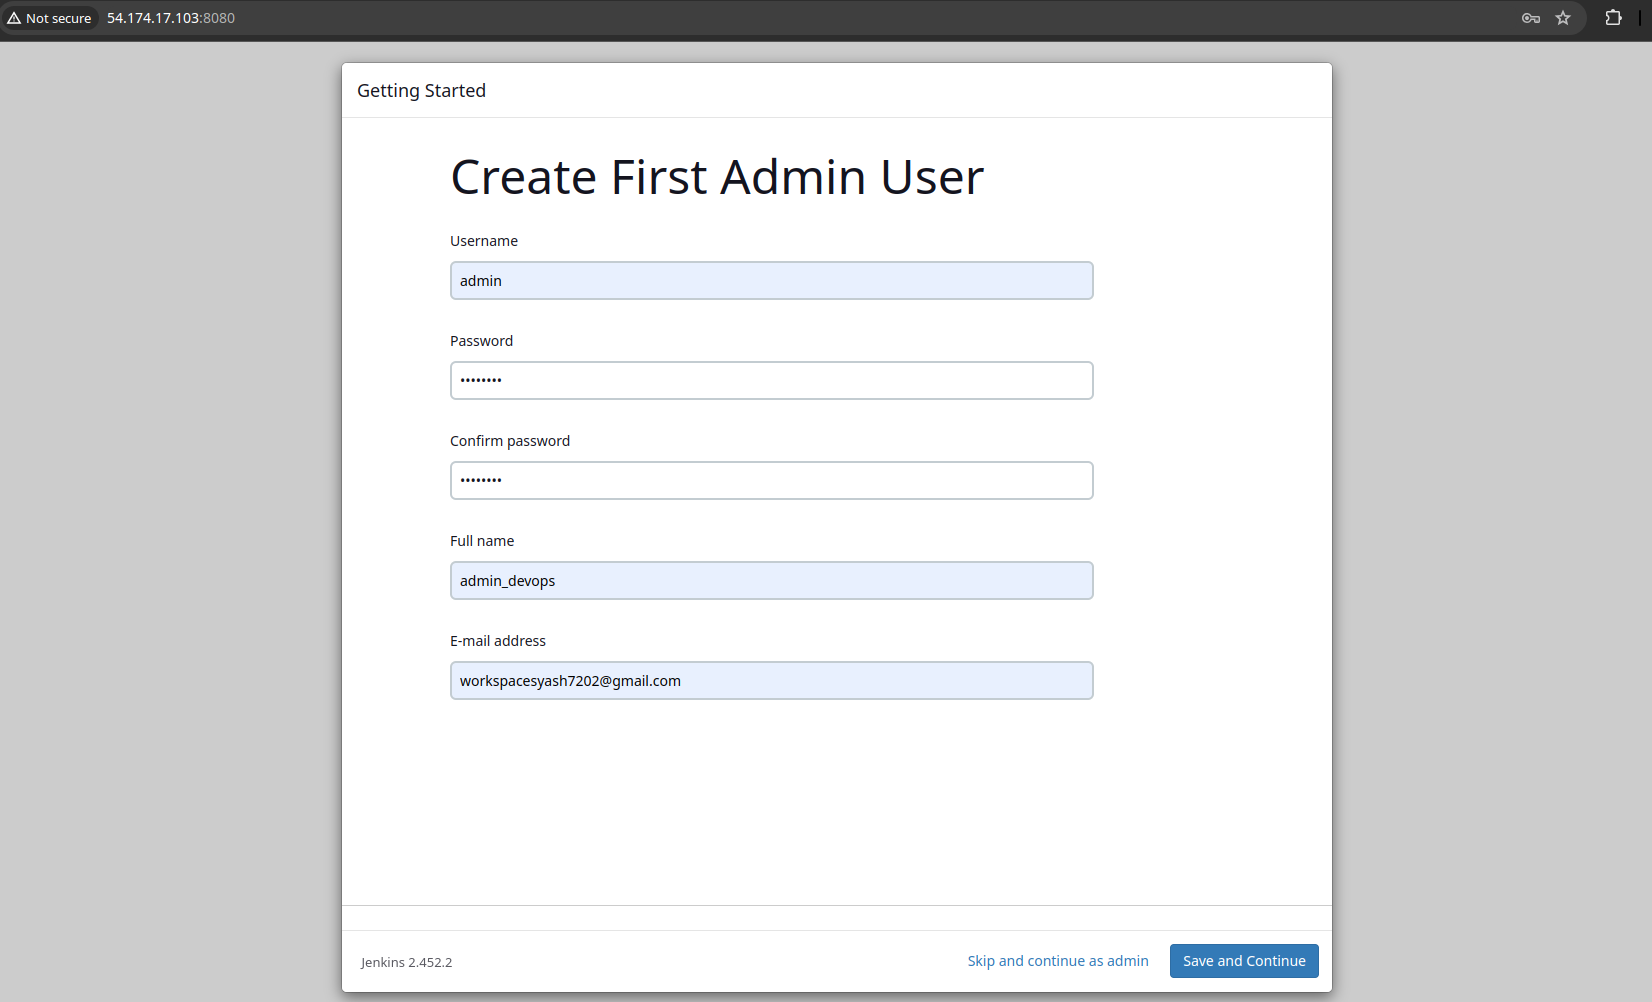 Not secure 54.174.17.103:8080
Getting Started
Create First Admin User
Username
admin
Password
••••••••
Confirm password
••••••••
Full name
admin_devops
E-mail address
workspacesyash7202@gmail.com
Jenkins 2.452.2
Skip and continue as admin
Save and Continue